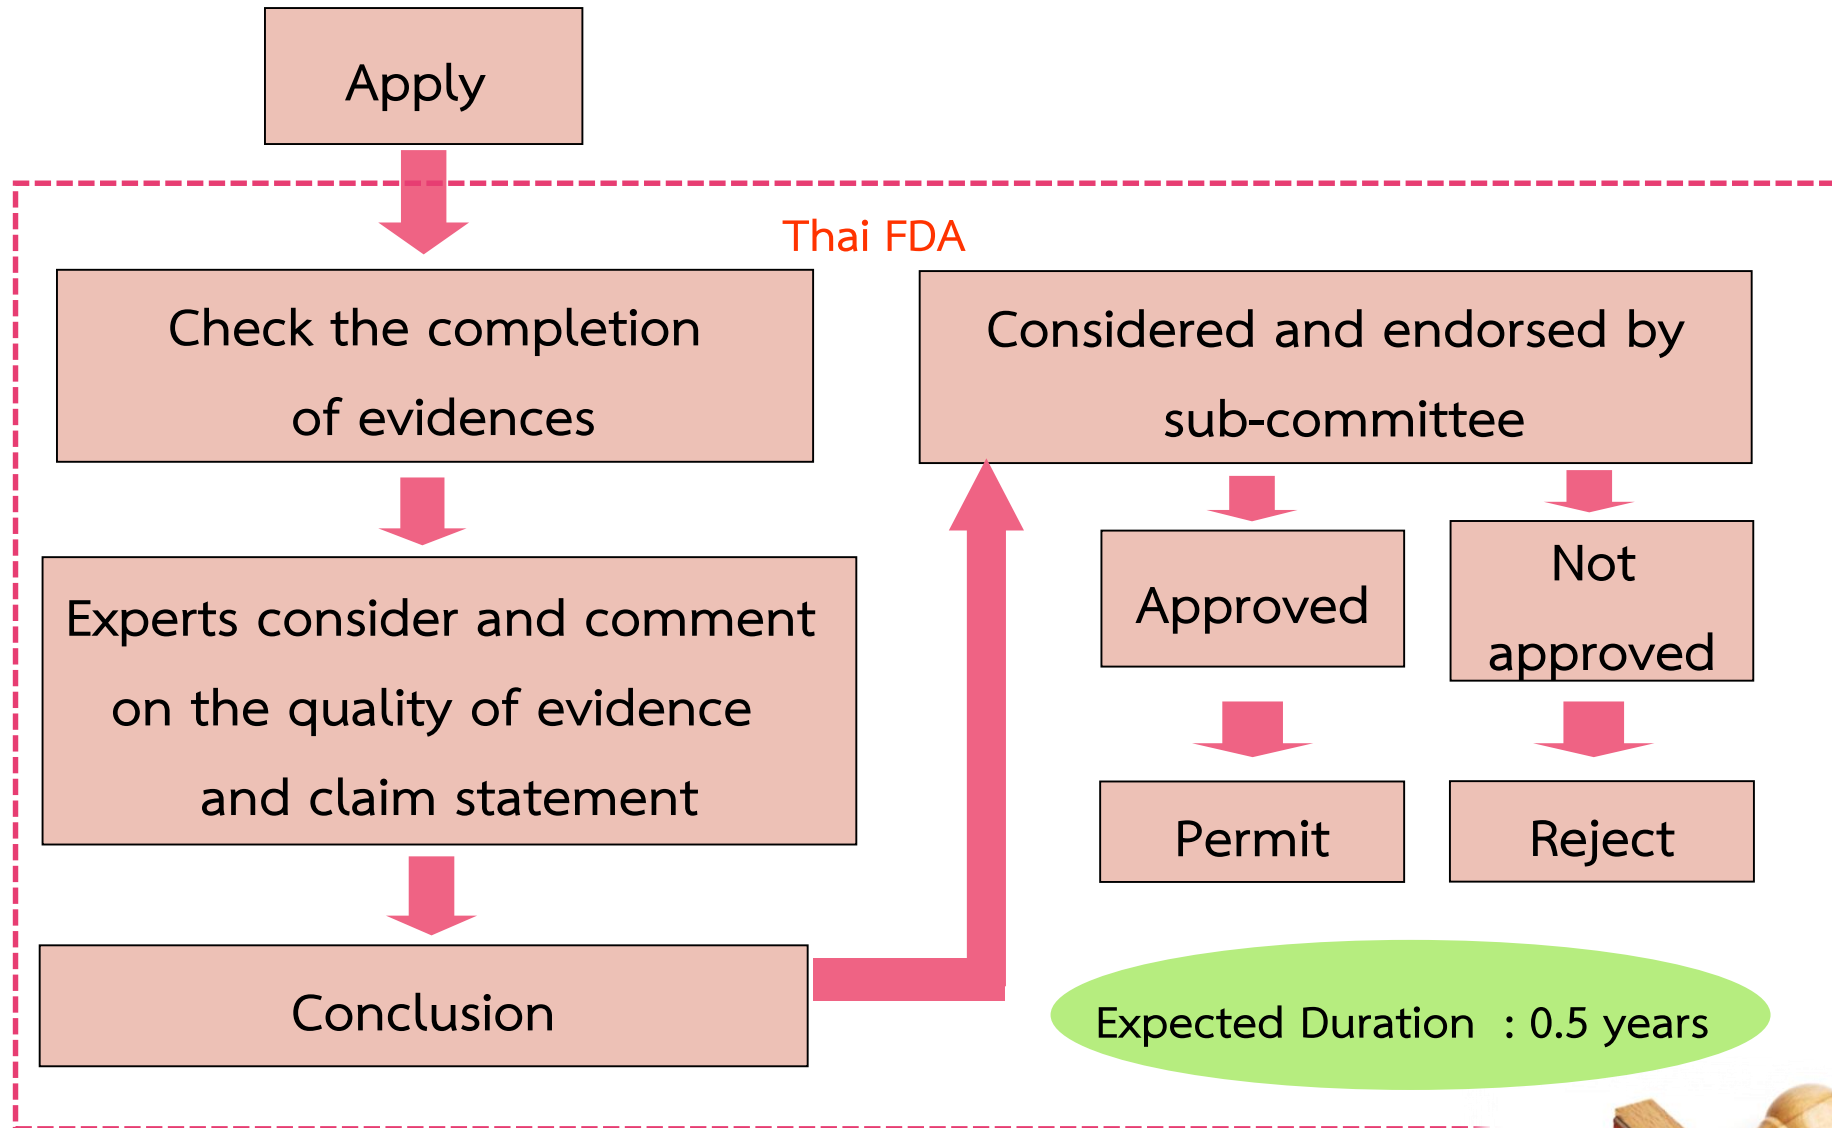 Apply
Thai FDA
Check the completion
of evidences
Experts consider and comment
on the quality of evidence
and claim statement
Conclusion
Considered and endorsed by
sub-committee
Approved
Not
approved
Permit
Reject
Expected Duration : 0.5 years